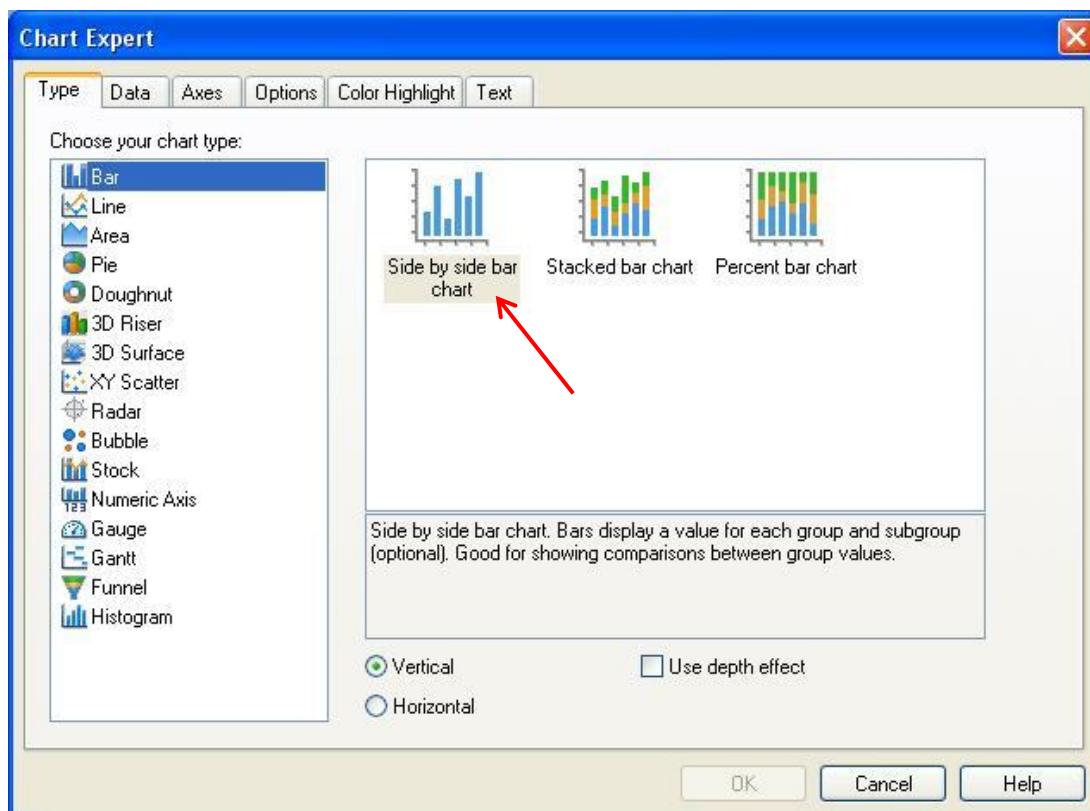 Chart Expert
Type Data Axes Options Color Highlight Text
Choose your chart type:
Bar
Line
Area
Pie
Doughnut
3D Riser
3D Surface
XY Scatter
Radar
Bubble
Stock
123
Numeric Axis
Gauge
Gantt
Funnel
Histogram
Side by side bar
chart
Stacked bar chart
Percent bar chart
Side by side bar chart. Bars display a value for each group and subgroup
(optional). Good for showing comparisons between group values.
Vertical
Horizontal
Use depth effect
OK Cancel Help